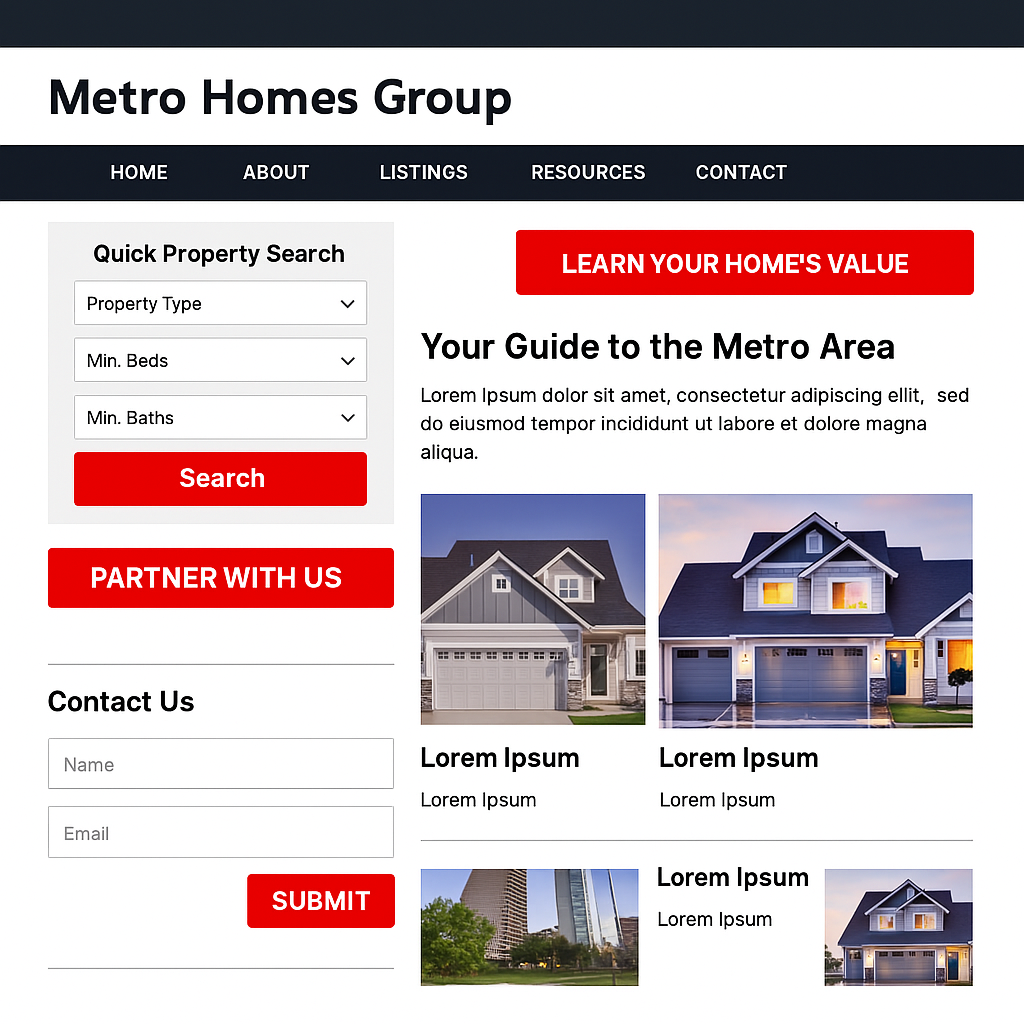 Metro Homes Group
HOME ABOUT LISTINGS RESOURCES CONTACT
Quick Property Search
Property Type
Min. Beds
Min. Baths
Search
PARTNER WITH US
Contact Us
Name
Email
SUBMIT
LEARN YOUR HOME'S VALUE
Your Guide to the Metro Area
Lorem Ipsum dolor sit amet, consectetur adipiscing ellit, sed
do eiusmod tempor incididunt ut labore et dolore magna
aliqua.
Lorem Ipsum
Lorem Ipsum
Lorem Ipsum
Lorem Ipsum
Lorem Ipsum
Lorem Ipsum